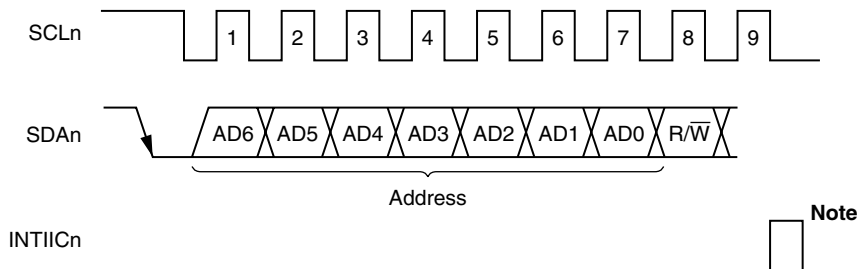 SCLn 1 2 3 4 5 6 7 8 9
SDAn AD6 AD5 AD4 AD3 AD2 AD1 AD0 R/W̅
Address
Note
INTIICn